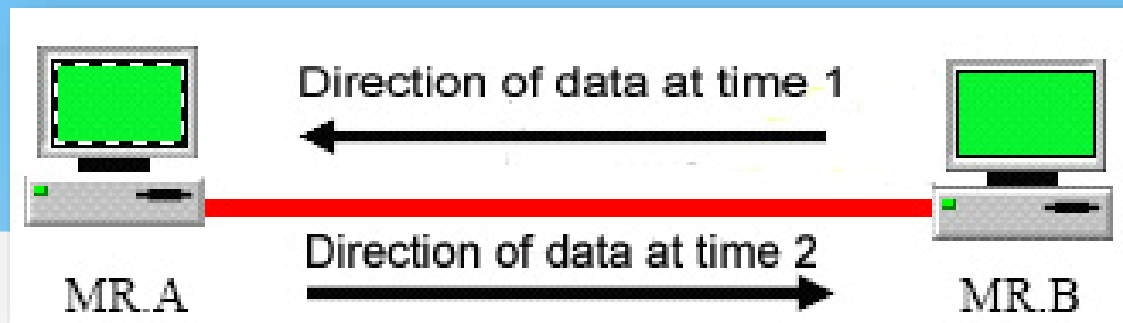 Direction of data at time 1
Direction of data at time 2
MR.A
MR.B